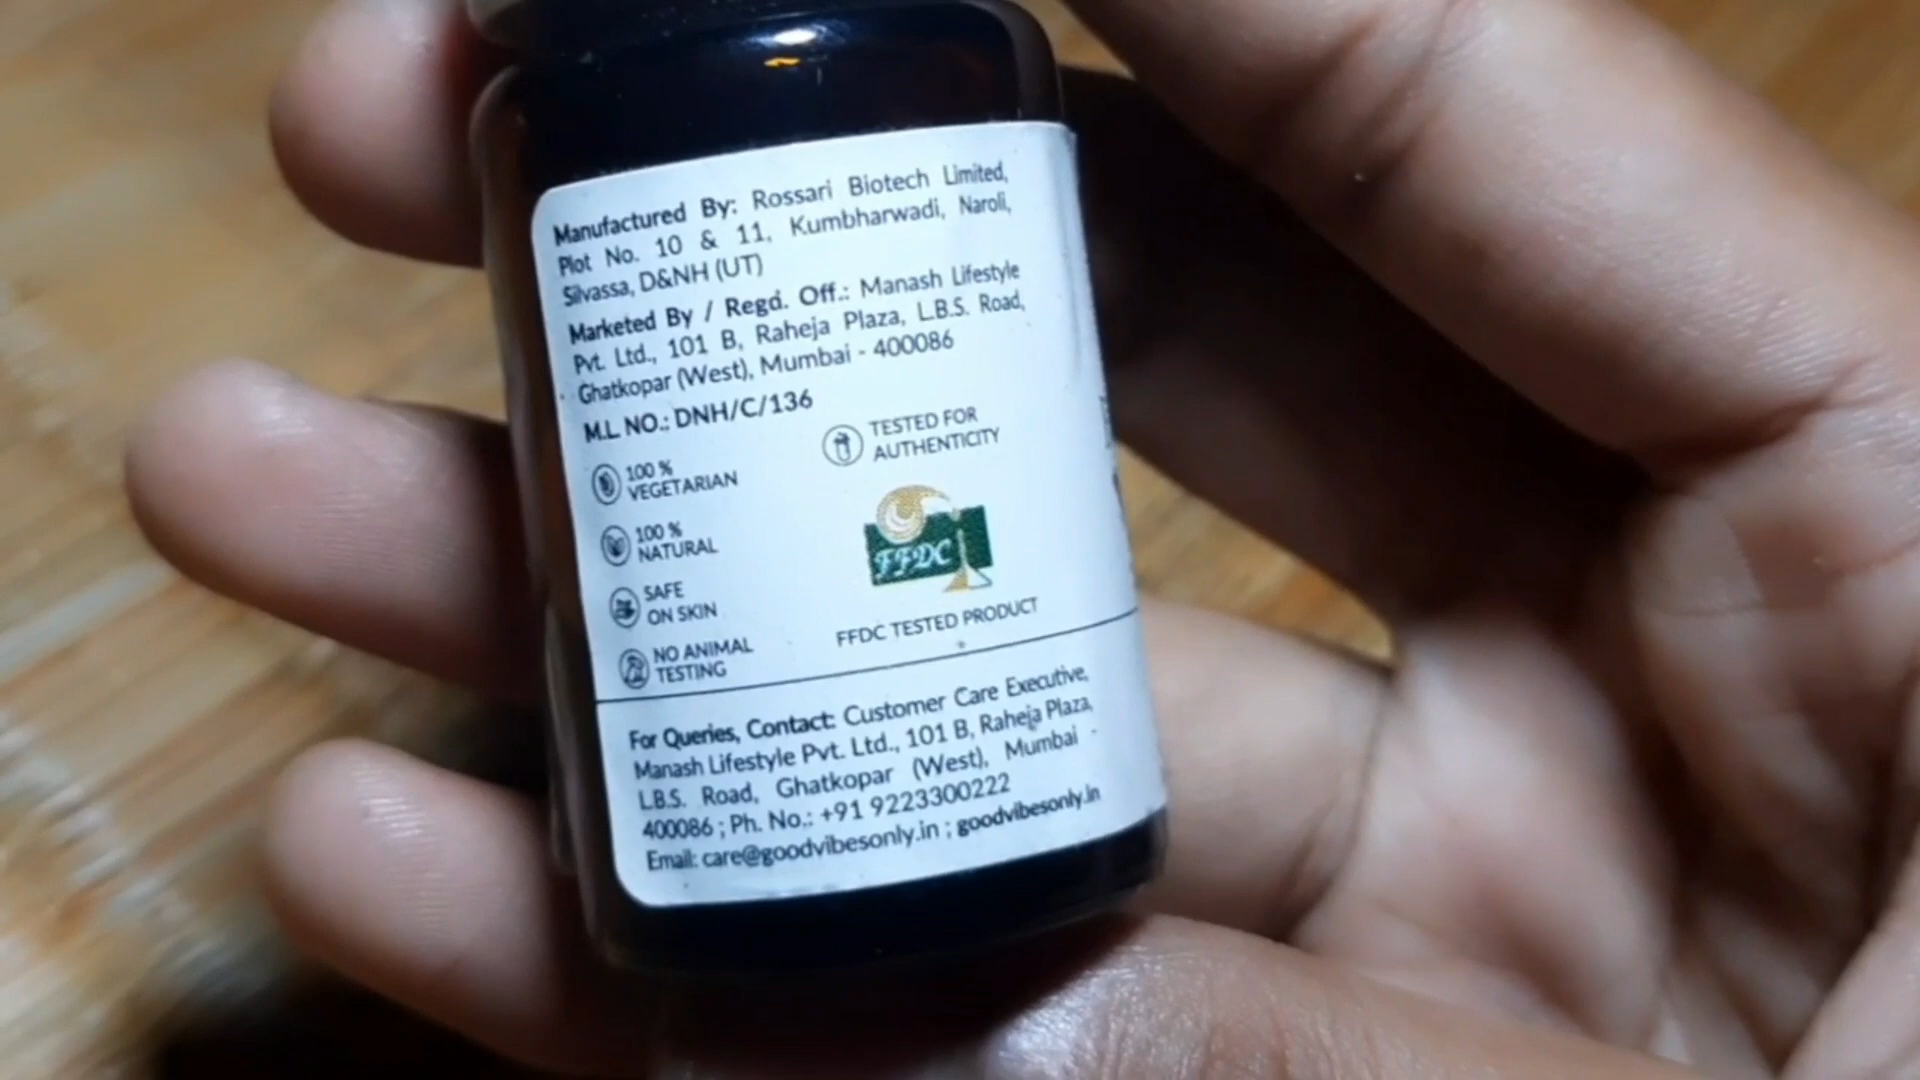 Manufactured By: Rossari Biotech Limited,
Plot No. 10 & 11, Kumbharwadi, Naroli,
Silvassa, D&NH (UT)
Marketed By / Regd. Off.: Manash Lifestyle
Pvt. Ltd., 101 B, Raheja Plaza, L.B.S. Road,
Ghatkopar (West), Mumbai - 400086
M.L NO.: DNH/C/136
100 %
VEGETARIAN
100 %
NATURAL
SAFE
ON SKIN
NO ANIMAL
TESTING
TESTED FOR
AUTHENTICITY
FFDC
FFDC TESTED PRODUCT
For Queries, Contact: Customer Care Executive,
Manash Lifestyle Pvt. Ltd., 101 B, Raheja Plaza,
L.B.S. Road, Ghatkopar (West), Mumbai -
400086 ; Ph. No.: +91 9223300222
Email: care@goodvibesonly.in ; goodvibesonly.in